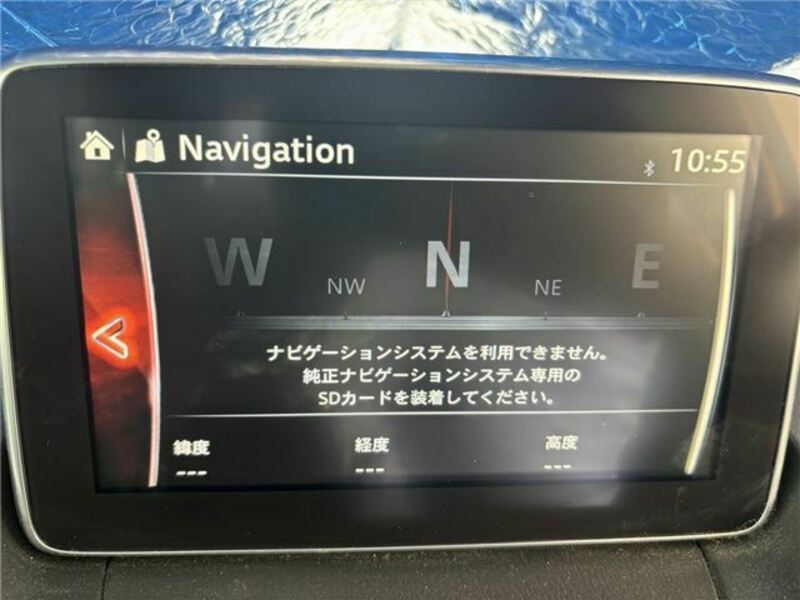 Navigation
10:55
W NW N NE E
ナビゲーションシステムを利用できません。
純正ナビゲーションシステム専用の
SDカードを装着してください。
緯度 経度 高度
--- --- ---